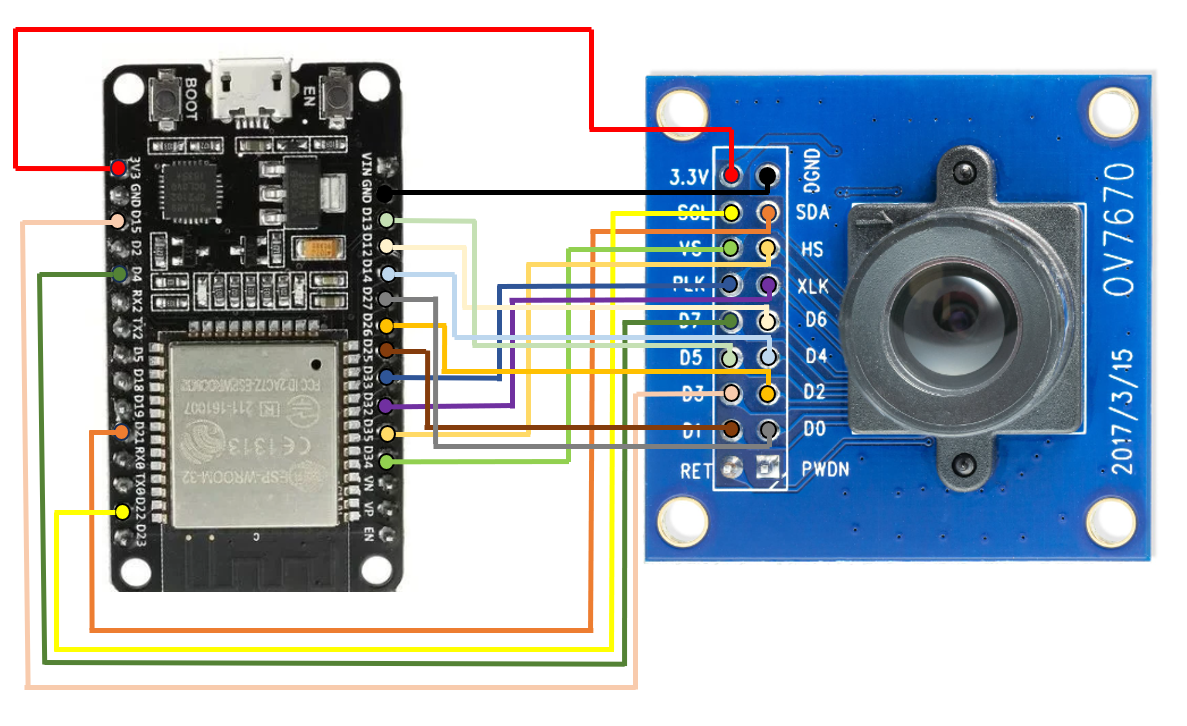 BOOT
EN
3V3
GND
D15
D2
D4
RX2
TX2
D5
D18
D19
D21
RX0
TX0
D22
D23
VIN
GND
D13
D12
D14
D27
D26
D25
D33
D32
D35
D34
VN
VP
EN
FCC ID:2AC7Z-ESPWROOM32
211-161007
CE1313
ESP-WROOM-32
3.3V DGND
SCL SDA
VS HS
PLK XLK
D7 D6
D5 D4
D3 D2
D1 D0
RET PWDN
OV7670
2017/3/15